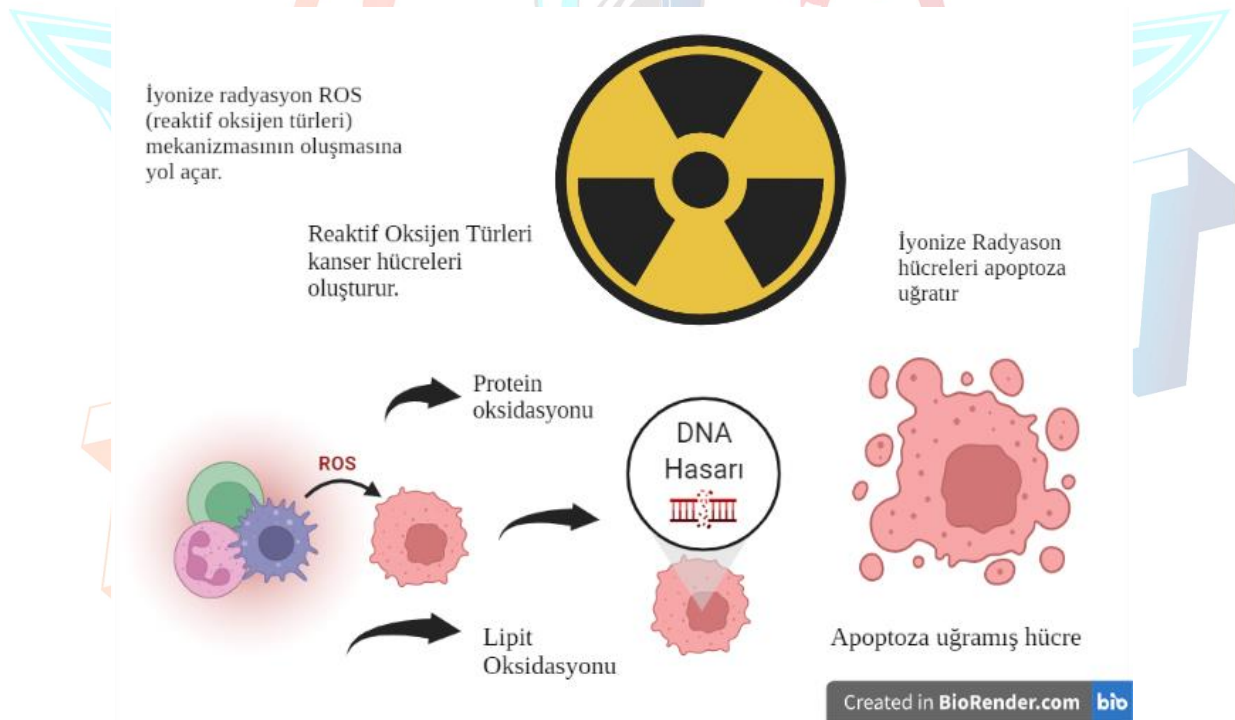 İyonize radyasyon ROS
(reaktif oksijen türleri)
mekanizmasının oluşmasına
yol açar.
Reaktif Oksijen Türleri
kanser hücreleri
oluşturur.
İyonize Radyason
hücreleri apoptoza
uğratır
Protein
oksidasyonu
ROS
DNA
Hasarı
Lipit
Oksidasyonu
Apoptoza uğramış hücre
Created in BioRender.com bio